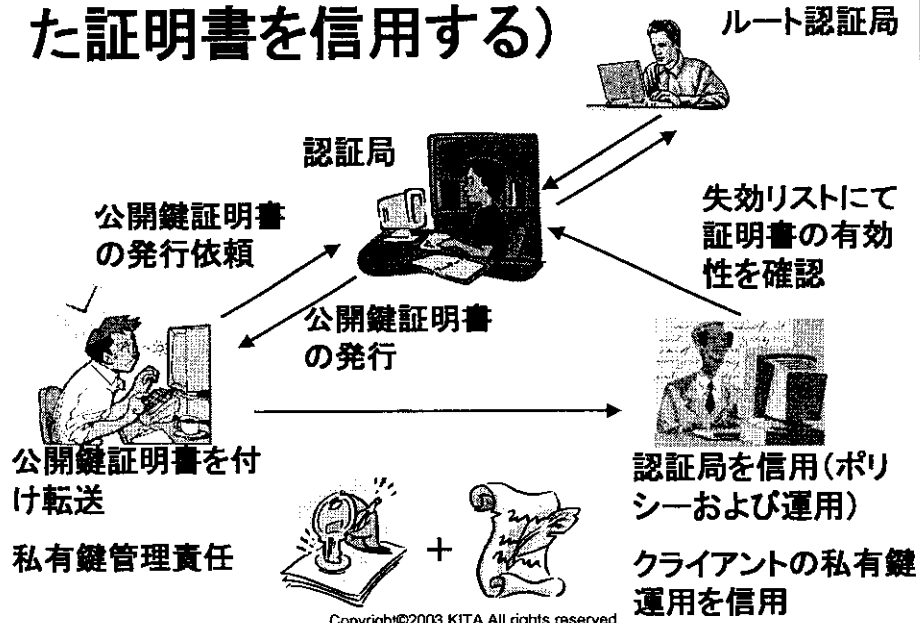 た証明書を信用する)
ルート認証局
認証局
公開鍵証明書
の発行依頼
失効リストにて
証明書の有効
性を確認
公開鍵証明書
の発行
公開鍵証明書を付
け転送
私有鍵管理責任
認証局を信用(ポリ
シーおよび運用)
クライアントの私有鍵
運用を信用
+
Copyright©2003 KITA All rights reserved